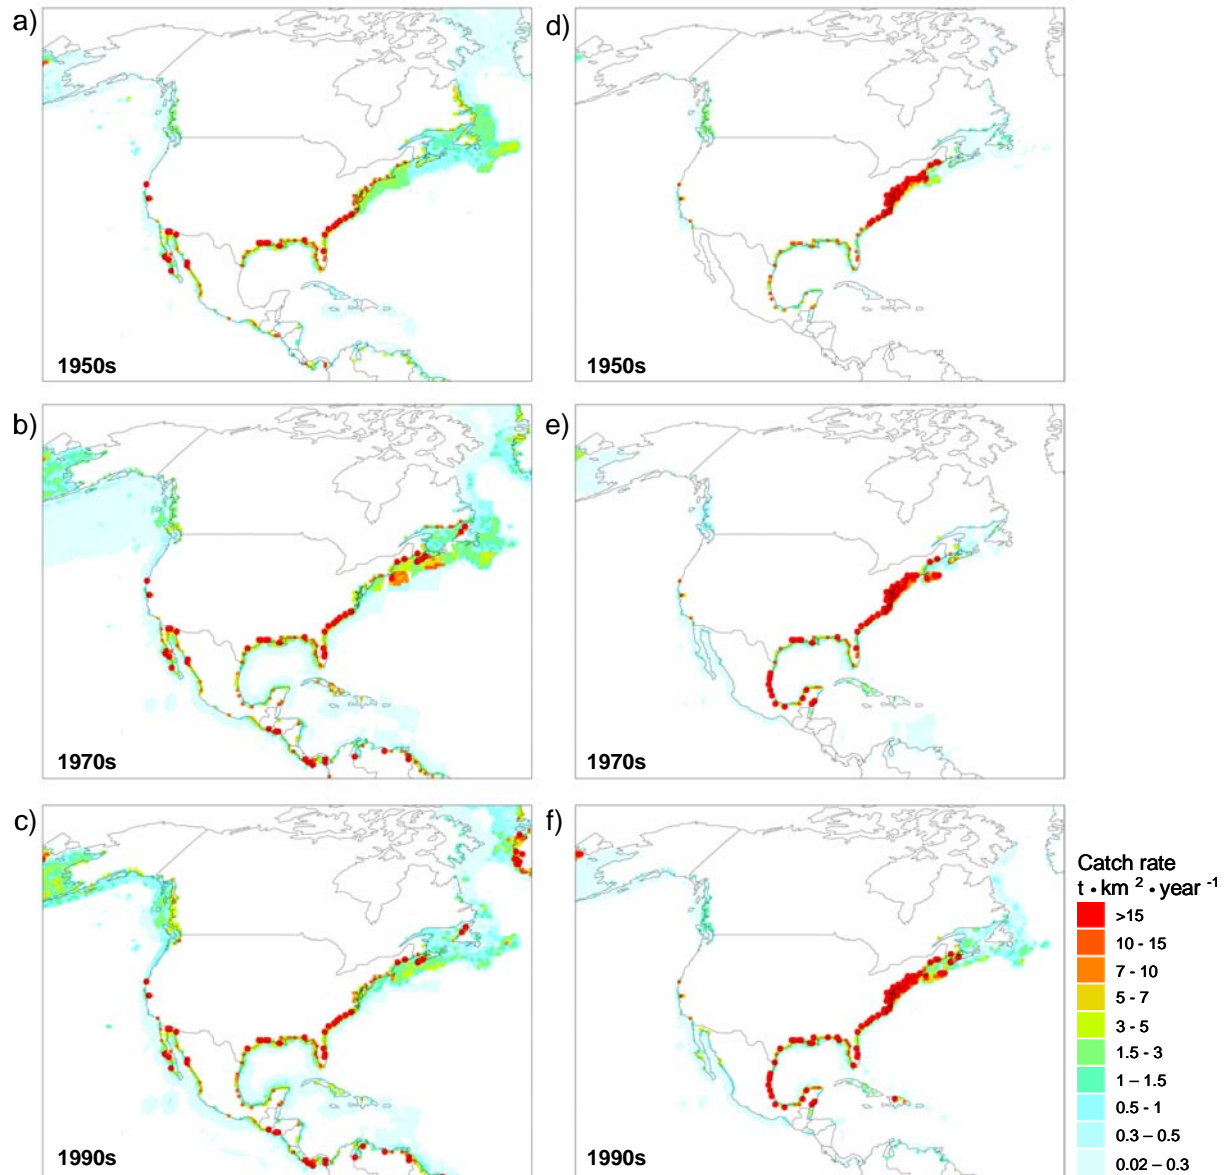 a)
d)
1950s
1950s
b)
e)
1970s
1970s
c)
f)
1990s
1990s
Catch rate
t • km ² • year ⁻¹
>15
10 - 15
7 - 10
5 - 7
3 - 5
1.5 - 3
1 – 1.5
0.5 - 1
0.3 – 0.5
0.02 – 0.3